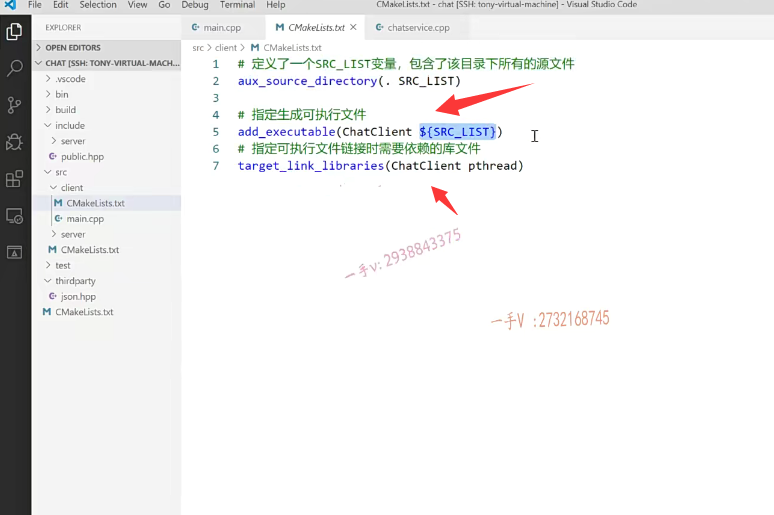 File Edit Selection View Go Debug Terminal Help CMakeLists.txt - chat [SSH: tony-virtual-machine] - Visual Studio Code
EXPLORER
OPEN EDITORS
CHAT [SSH: TONY-VIRTUAL-MACH...
.vscode
bin
build
include
server
public.hpp
src
client
CMakeLists.txt
main.cpp
server
CMakeLists.txt
test
thirdparty
json.hpp
CMakeLists.txt
main.cpp CMakeLists.txt chatservice.cpp
src > client > CMakeLists.txt
1 # 定义了一个SRC_LIST变量，包含了该目录下所有的源文件
2 aux_source_directory(. SRC_LIST)
3
4 # 指定生成可执行文件
5 add_executable(ChatClient ${SRC_LIST})
6 # 指定可执行文件链接时需要依赖的库文件
7 target_link_libraries(ChatClient pthread)
一手v: 2938843375
一手V :2732168745